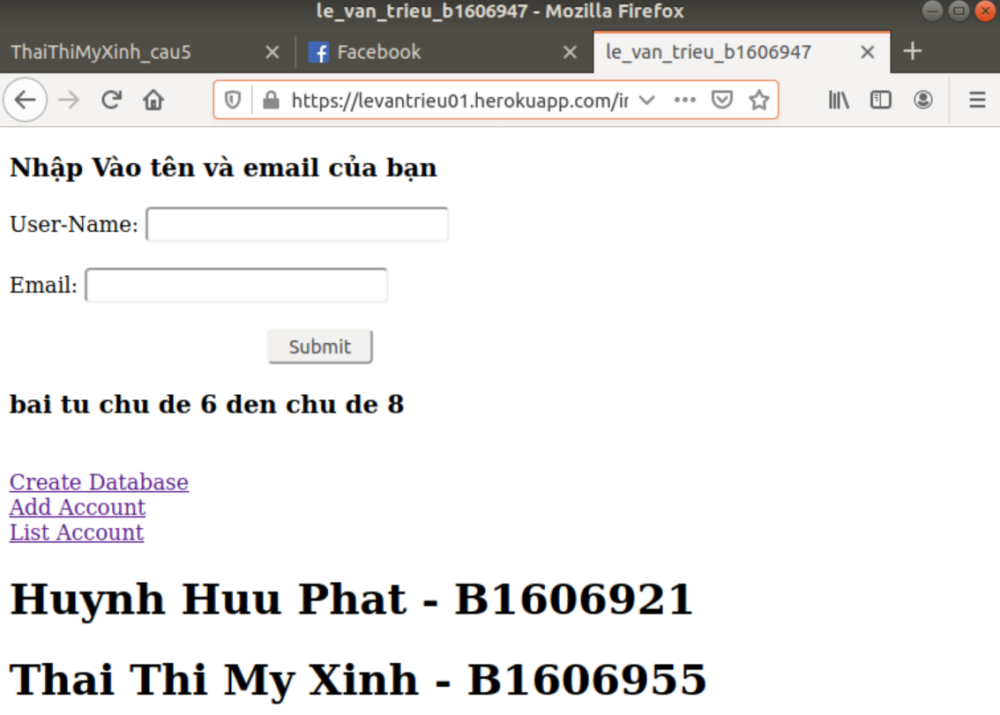 le_van_trieu_b1606947 - Mozilla Firefox
ThaiThiMyXinh_cau5
Facebook
le_van_trieu_b1606947
https://levantrieu01.herokuapp.com/ir
Nhập Vào tên và email của bạn
User-Name:
Email:
Submit
bai tu chu de 6 den chu de 8
Create Database
Add Account
List Account
Huynh Huu Phat - B1606921
Thai Thi My Xinh - B1606955